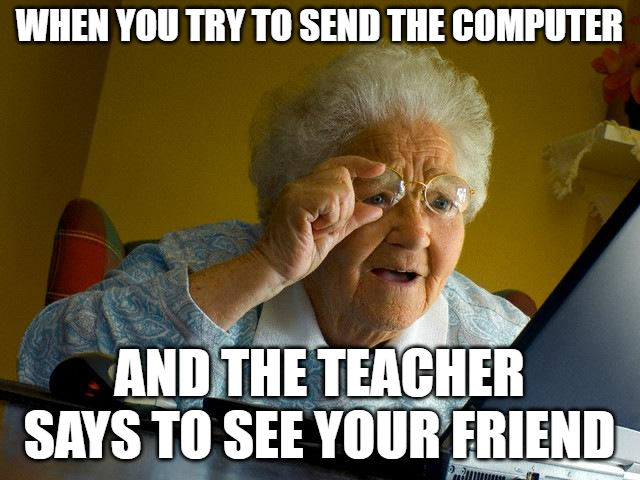 WHEN YOU TRY TO SEND THE COMPUTER
AND THE TEACHER
SAYS TO SEE YOUR FRIEND